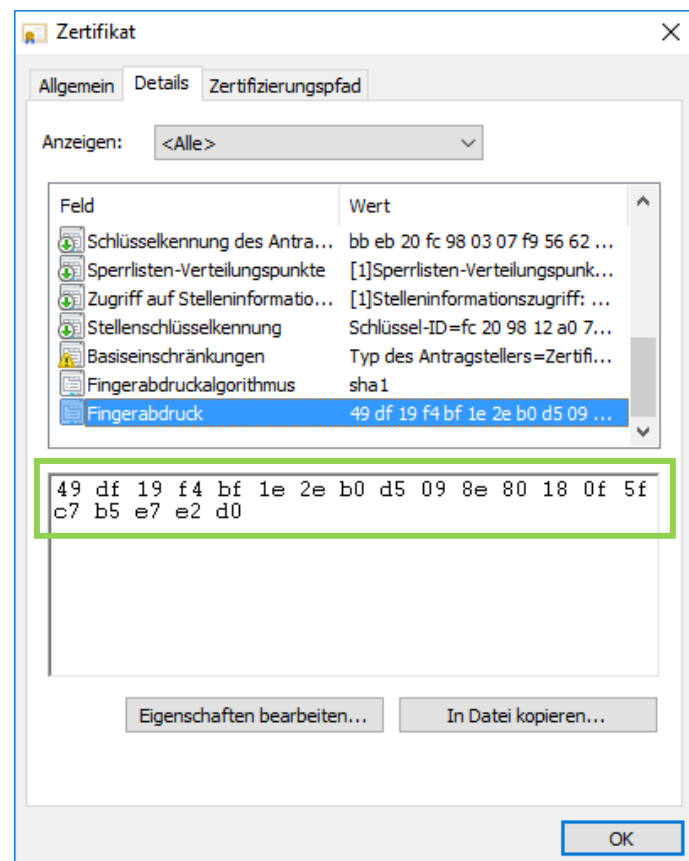 Zertifikat
Allgemein Details Zertifizierungspfad
Anzeigen: <Alle>
Feld Wert
Schlüsselkennung des Antra... bb eb 20 fc 98 03 07 f9 56 62 ...
Sperrlisten-Verteilungspunkte [1]Sperrlisten-Verteilungspunk...
Zugriff auf Stelleninformatio... [1]Stelleninformationszugriff: ...
Stellenschlüsselkennung Schlüssel-ID=fc 20 98 12 a0 7...
Basiseinschränkungen Typ des Antragstellers=Zertifi...
Fingerabdruckalgorithmus sha1
Fingerabdruck 49 df 19 f4 bf 1e 2e b0 d5 09 ...
49 df 19 f4 bf 1e 2e b0 d5 09 8e 80 18 0f 5f
c7 b5 e7 e2 d0
Eigenschaften bearbeiten... In Datei kopieren...
OK